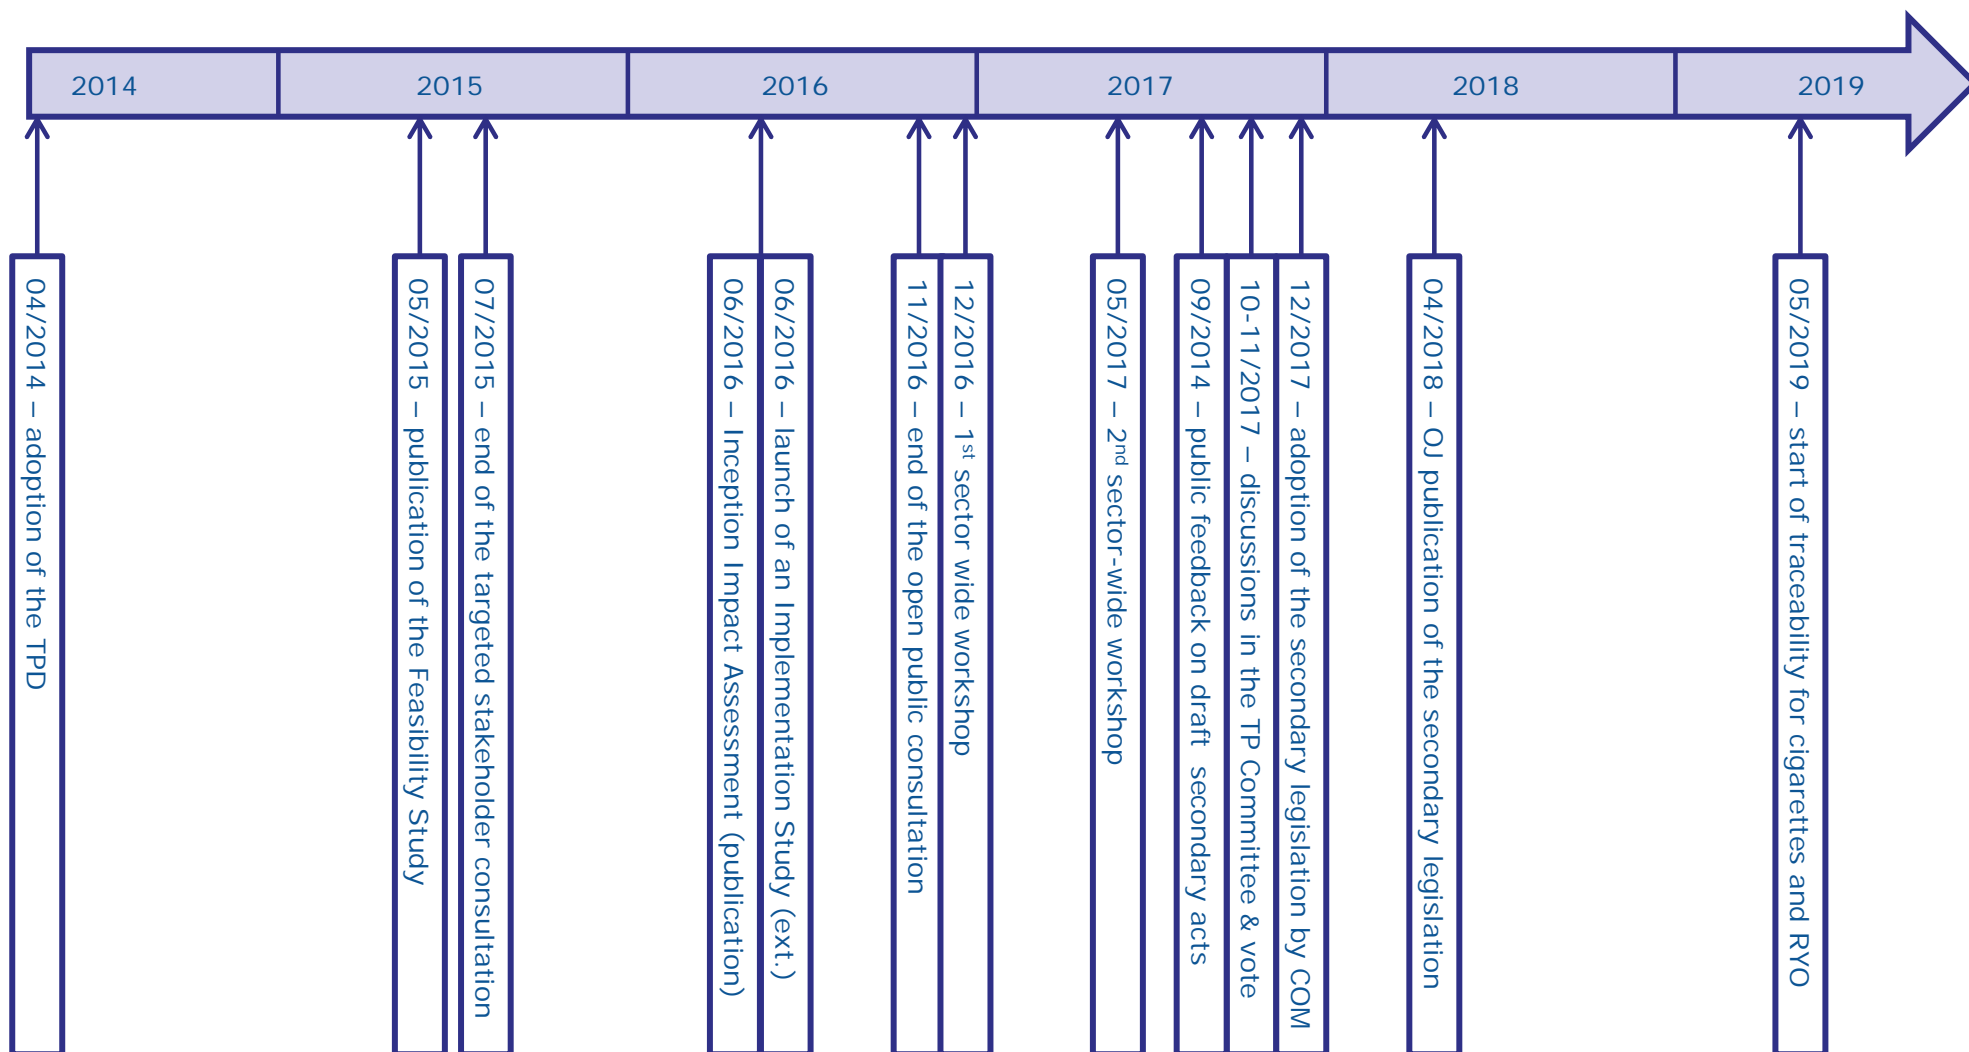 2014
2015
2016
2017
2018
2019
04/2014 – adoption of the TPD
05/2015 – publication of the Feasibility Study
07/2015 – end of the targeted stakeholder consultation
06/2016 – Inception Impact Assessment (publication)
06/2016 – launch of an Implementation Study (ext.)
11/2016 – end of the open public consultation
12/2016 – 1st sector wide workshop
05/2017 – 2nd sector-wide workshop
09/2014 – public feedback on draft  secondary acts
10-11/2017 – discussions in the TP Committee & vote
12/2017 – adoption of the secondary legislation by COM
04/2018 – OJ publication of the secondary legislation
05/2019 – start of traceability for cigarettes and RYO